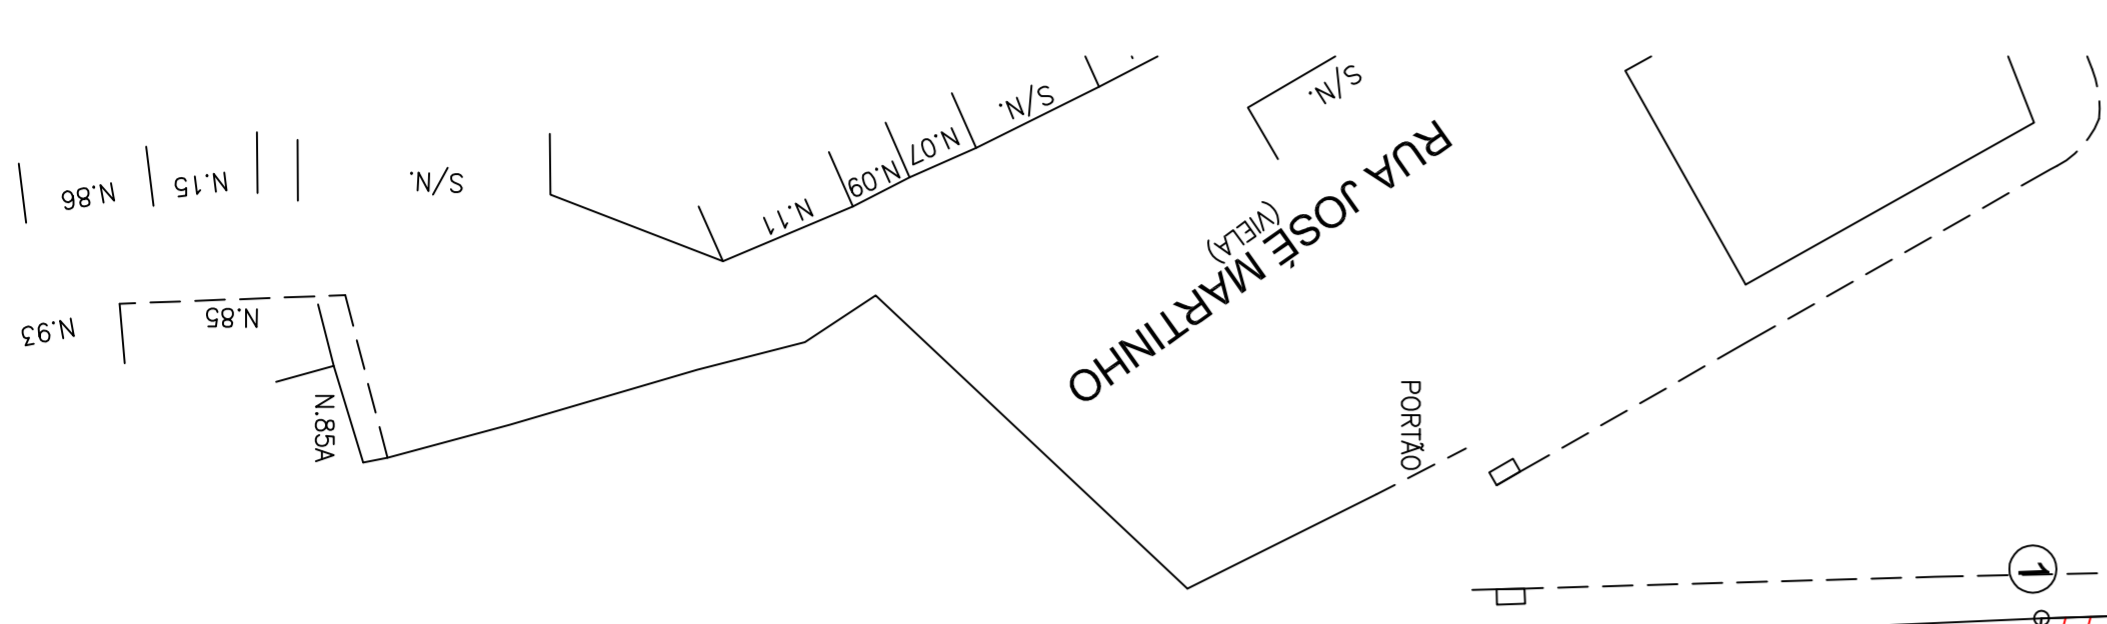 S/N.
S/N.
N.07
N.09
N.11
S/N.
N.15
N.86
RUA JOSÉ MARTINHO
(VIELA)
N.85
N.93
N.85A
PORTÃO
1